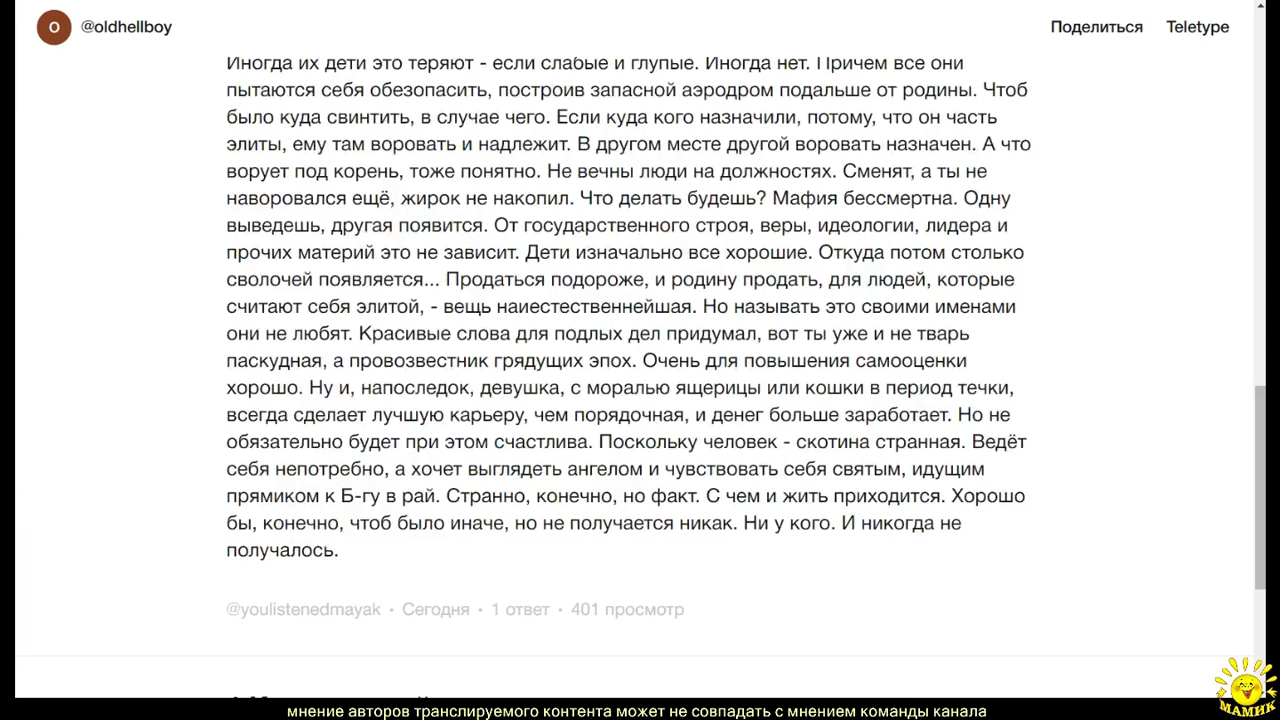 O @oldhellboy Поделиться Teletype
Иногда их дети это теряют - если слабые и глупые. Иногда нет. Причем все они
пытаются себя обезопасить, построив запасной аэродром подальше от родины. Чтоб
было куда свинтить, в случае чего. Если куда кого назначили, потому, что он часть
элиты, ему там воровать и надлежит. В другом месте другой воровать назначен. А что
ворует под корень, тоже понятно. Не вечны люди на должностях. Сменят, а ты не
наворовался ещё, жирок не накопил. Что делать будешь? Мафия бессмертна. Одну
выведешь, другая появится. От государственного строя, веры, идеологии, лидера и
прочих материй это не зависит. Дети изначально все хорошие. Откуда потом столько
сволочей появляется... Продаться подороже, и родину продать, для людей, которые
считают себя элитой, - вещь наиестественнейшая. Но называть это своими именами
они не любят. Красивые слова для подлых дел придумал, вот ты уже и не тварь
паскудная, а провозвестник грядущих эпох. Очень для повышения самооценки
хорошо. Ну и, напоследок, девушка, с моралью ящерицы или кошки в период течки,
всегда сделает лучшую карьеру, чем порядочная, и денег больше заработает. Но не
обязательно будет при этом счастлива. Поскольку человек - скотина странная. Ведёт
себя непотребно, а хочет выглядеть ангелом и чувствовать себя святым, идущим
прямиком к Б-гу в рай. Странно, конечно, но факт. С чем и жить приходится. Хорошо
бы, конечно, чтоб было иначе, но не получается никак. Ни у кого. И никогда не
получалось.
@youlistenedmayak • Сегодня • 1 ответ • 401 просмотр
МАМИК
мнение авторов транслируемого контента может не совпадать с мнением команды канала